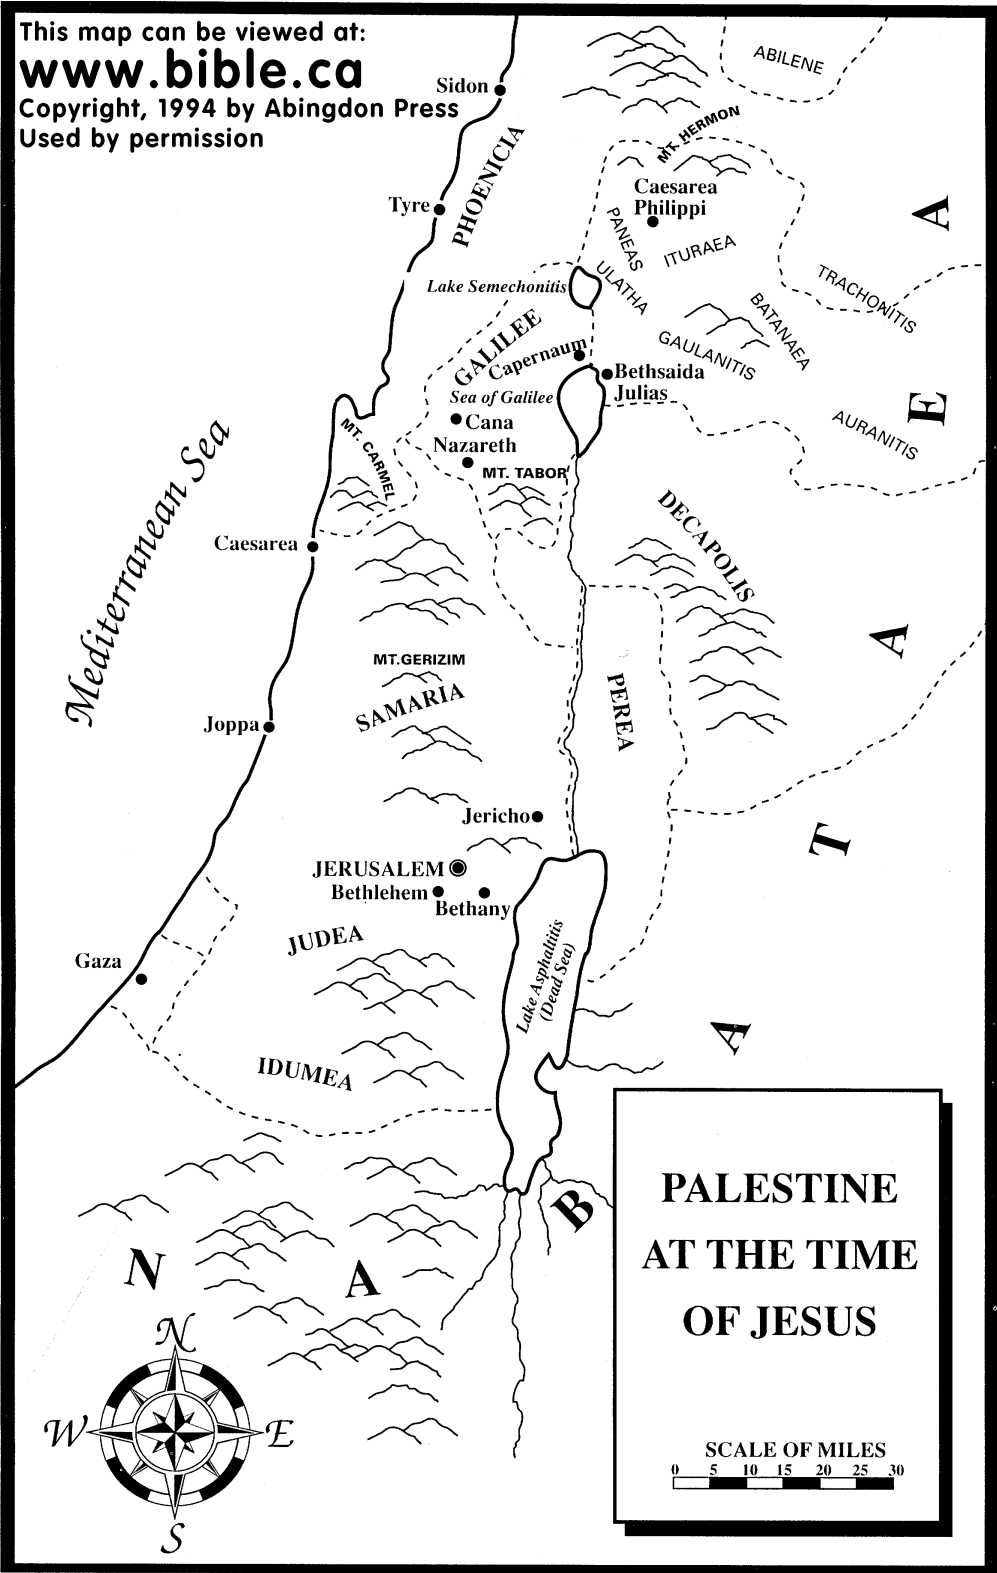 This map can be viewed at:
www.bible.ca
Copyright, 1994 by Abingdon Press
Used by permission
ABILENE
Sidon
MT. HERMON
PHOENICIA
Caesarea
Philippi
Tyre
PANEAS
ITURAEA
ULATHA
TRACHONITIS
Lake Semechonitis
BATANAEA
GALILEE
GAULANITIS
Capernaum
Bethsaida
Julias
Sea of Galilee
Cana
AURANITIS
Nazareth
MT. CARMEL
MT. TABOR
Mediterranean Sea
DECAPOLIS
Caesarea
MT.GERIZIM
SAMARIA
PEREA
Joppa
Jericho
JERUSALEM
Bethlehem
Bethany
JUDEA
Gaza
Lake Asphaltitis
(Dead Sea)
IDUMEA
N A B A T A E A
PALESTINE
AT THE TIME
OF JESUS
SCALE OF MILES
0 5 10 15 20 25 30
N
W E
S